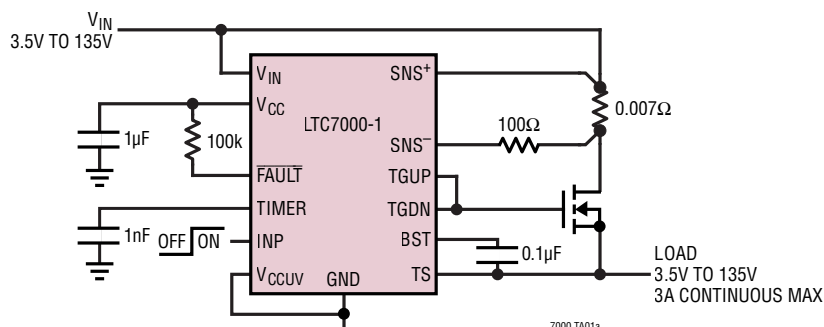 VIN
3.5V TO 135V
VIN
SNS+
VCC
0.007Ω
LTC7000-1
1µF
100k
100Ω
SNS–
FAULT
TGUP
TIMER
TGDN
1nF
OFF ON
INP
BST
0.1µF
VCCUV
GND
TS
LOAD
3.5V TO 135V
3A CONTINUOUS MAX
7000 TA01a